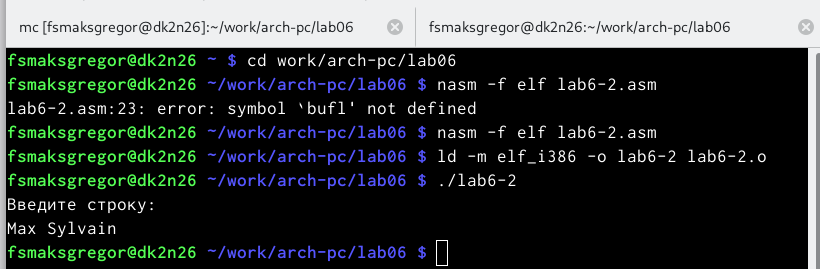 mc [fsmaksgregor@dk2n26]:~/work/arch-pc/lab06
fsmaksgregor@dk2n26:~/work/arch-pc/lab06
fsmaksgregor@dk2n26 ~ $ cd work/arch-pc/lab06
fsmaksgregor@dk2n26 ~/work/arch-pc/lab06 $ nasm -f elf lab6-2.asm
lab6-2.asm:23: error: symbol `bufl' not defined
fsmaksgregor@dk2n26 ~/work/arch-pc/lab06 $ nasm -f elf lab6-2.asm
fsmaksgregor@dk2n26 ~/work/arch-pc/lab06 $ ld -m elf_i386 -o lab6-2 lab6-2.o
fsmaksgregor@dk2n26 ~/work/arch-pc/lab06 $ ./lab6-2
Введите строку:
Max Sylvain
fsmaksgregor@dk2n26 ~/work/arch-pc/lab06 $